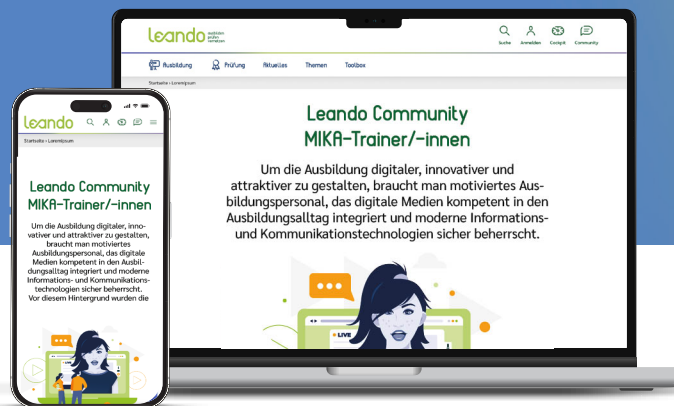 Leando
ausbilden
prüfen
vernetzen
Suche Anmelden Cockpit Community
Ausbildung Prüfung Aktuelles Themen Toolbox
Startseite › Loremipsum
Leando Community
MIKA-Trainer/-innen
Um die Ausbildung digitaler, innovativer und
attraktiver zu gestalten, braucht man motiviertes Aus-
bildungspersonal, das digitale Medien kompetent in den
Ausbildungsalltag integriert und moderne Informations-
und Kommunikationstechnologien sicher beherrscht.
LIVE
Leando
Startseite › Loremipsum
Leando Community
MIKA-Trainer/-innen
Um die Ausbildung digitaler, inno-
vativer und attraktiver zu gestalten,
braucht man motiviertes
Ausbildungspersonal, das digitale
Medien kompetent in den Ausbil-
dungsalltag integriert und moderne
Informations- und Kommunikations-
technologien sicher beherrscht.
Vor diesem Hintergrund wurden die
LIVE